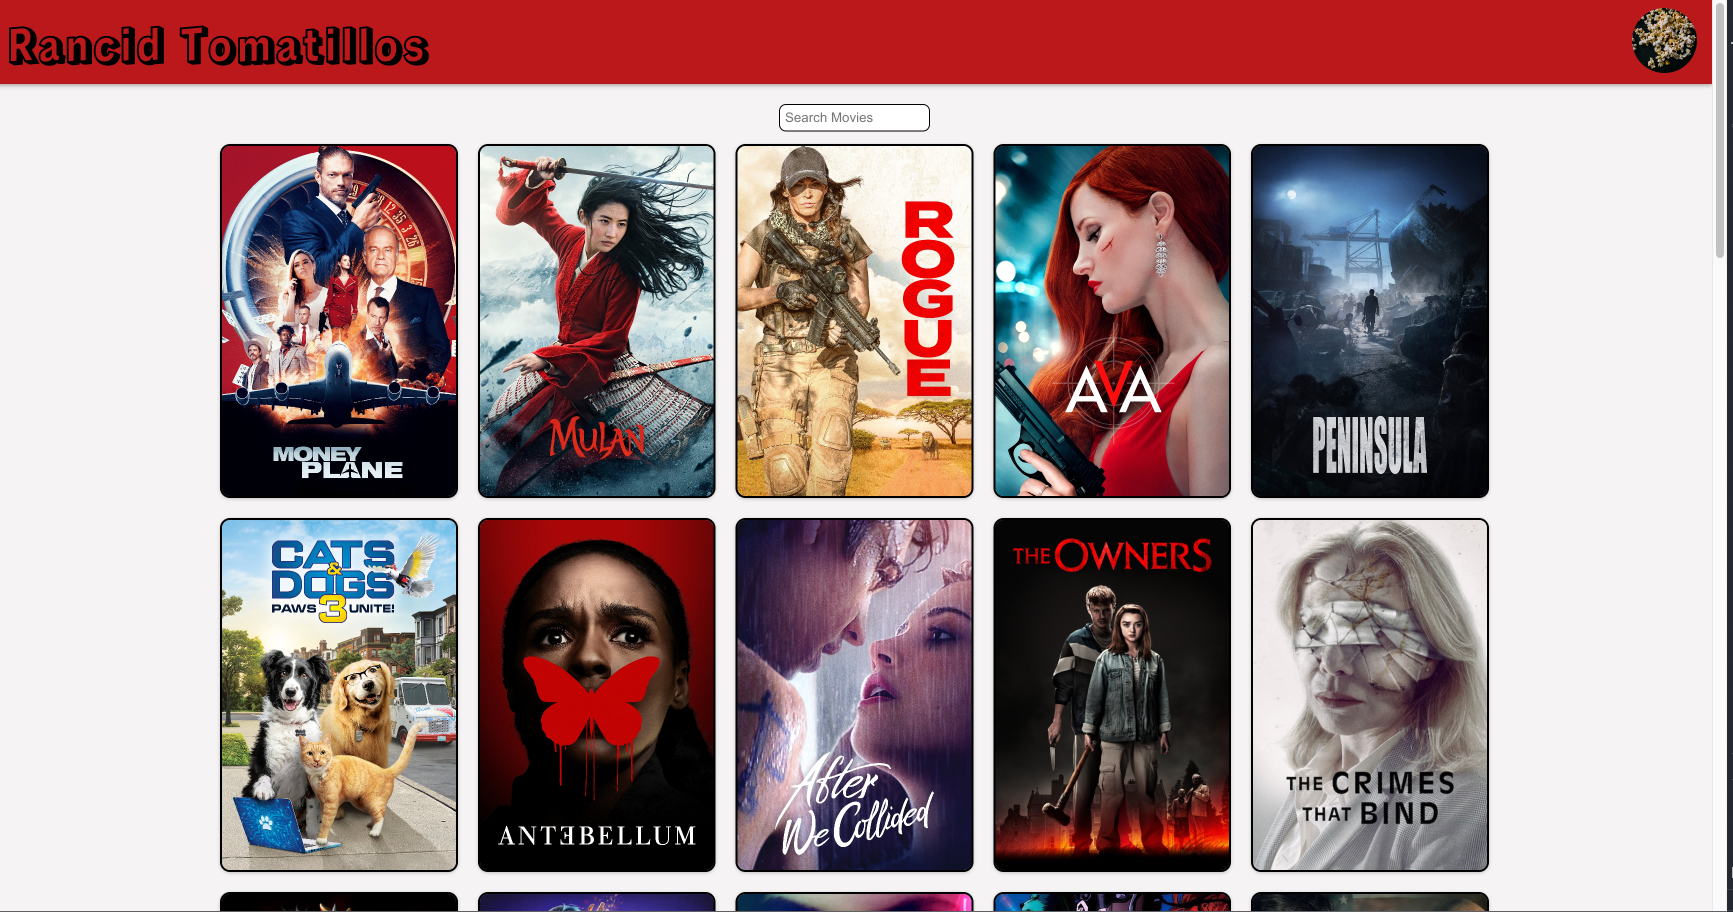 Rancid Tomatillos
Search Movies
MONEY
PLANE
MULAN
ROGUE
AVA
PENINSULA
CATS
&
DOGS
PAWS 3 UNITE!
ANTƎBELLUM
After
We Collided
THE OWNERS
THE CRIMES
THAT BIND